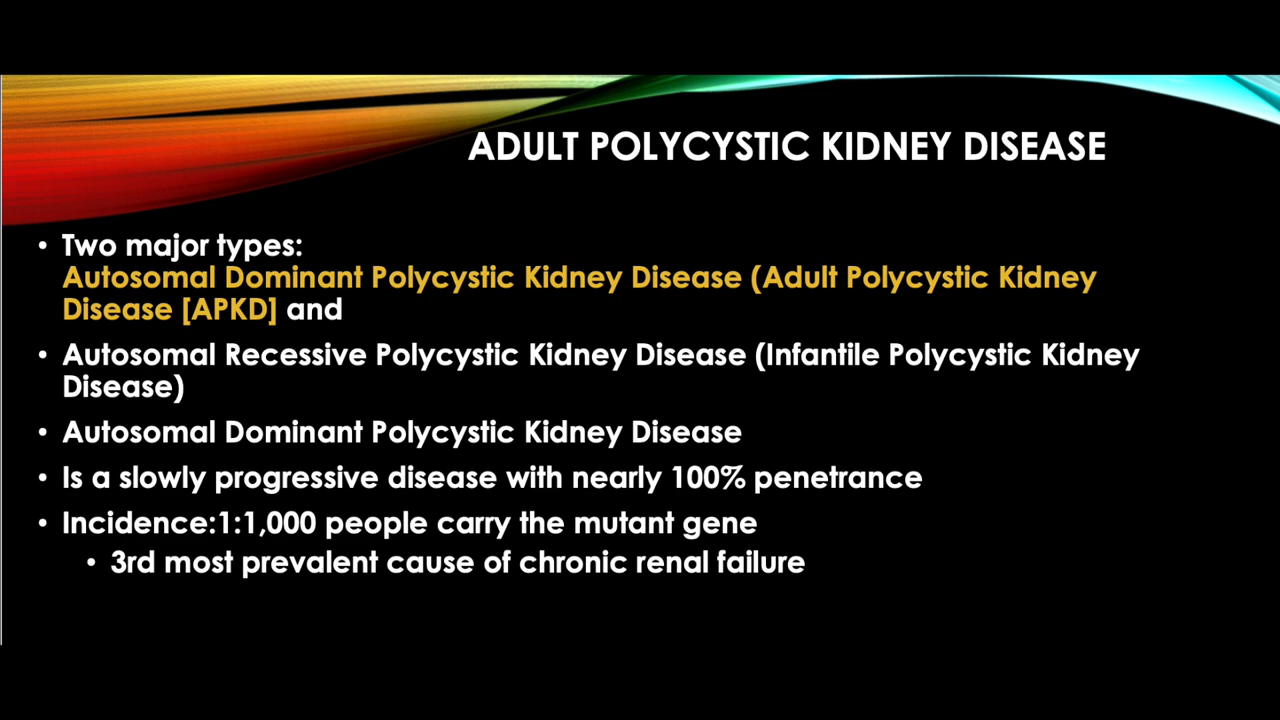 ADULT POLYCYSTIC KIDNEY DISEASE
• Two major types:
Autosomal Dominant Polycystic Kidney Disease (Adult Polycystic Kidney
Disease [APKD] and
• Autosomal Recessive Polycystic Kidney Disease (Infantile Polycystic Kidney
Disease)
• Autosomal Dominant Polycystic Kidney Disease
• Is a slowly progressive disease with nearly 100% penetrance
• Incidence:1:1,000 people carry the mutant gene
• 3rd most prevalent cause of chronic renal failure